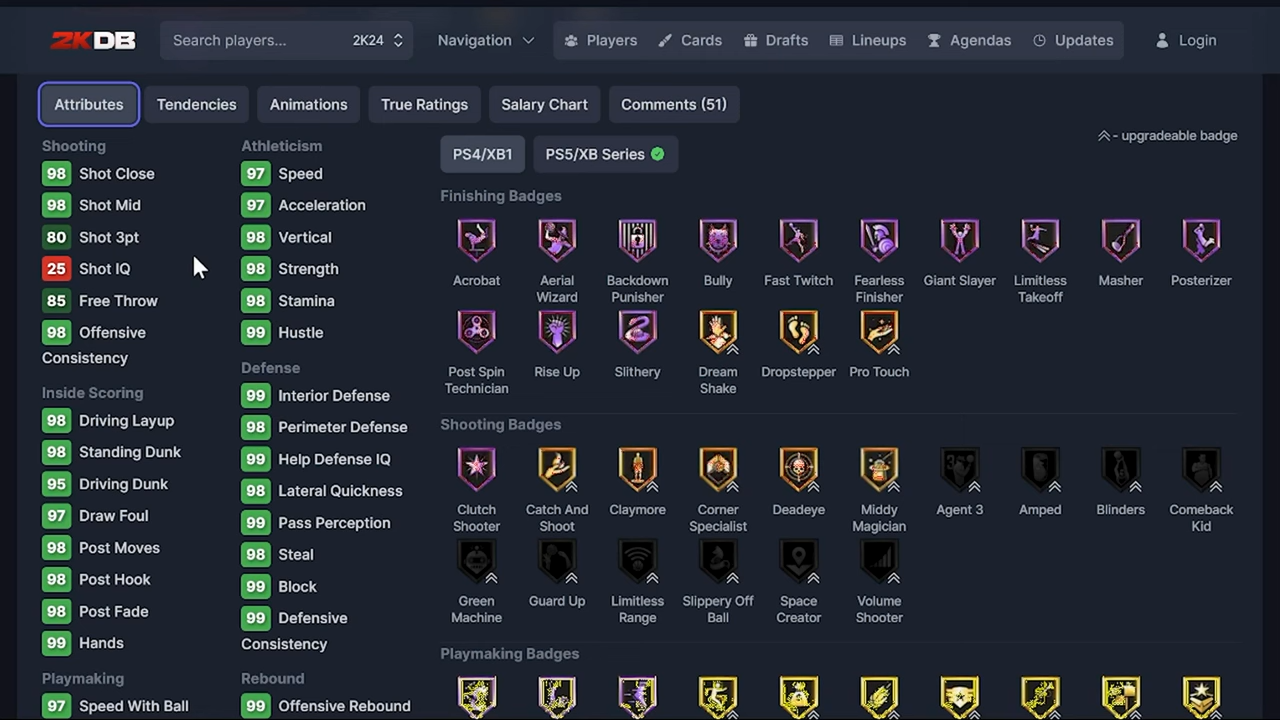 2KDB
Search players...
2K24
Navigation
Players
Cards
Drafts
Lineups
Agendas
Updates
Login
Attributes
Tendencies
Animations
True Ratings
Salary Chart
Comments (51)
Shooting
98 Shot Close
98 Shot Mid
80 Shot 3pt
25 Shot IQ
85 Free Throw
98 Offensive
Consistency
Inside Scoring
98 Driving Layup
98 Standing Dunk
95 Driving Dunk
97 Draw Foul
98 Post Moves
98 Post Hook
98 Post Fade
99 Hands
Playmaking
97 Speed With Ball
Athleticism
97 Speed
97 Acceleration
98 Vertical
98 Strength
98 Stamina
99 Hustle
Defense
99 Interior Defense
98 Perimeter Defense
99 Help Defense IQ
98 Lateral Quickness
99 Pass Perception
98 Steal
99 Block
99 Defensive
Consistency
Rebound
99 Offensive Rebound
- upgradeable badge
PS4/XB1
PS5/XB Series
Finishing Badges
Acrobat
Aerial
Wizard
Backdown
Punisher
Bully
Fast Twitch
Fearless
Finisher
Giant Slayer
Limitless
Takeoff
Masher
Posterizer
Post Spin
Technician
Rise Up
Slithery
Dream
Shake
Dropstepper
Pro Touch
Shooting Badges
Clutch
Shooter
Catch And
Shoot
Claymore
Corner
Specialist
Deadeye
Middy
Magician
Agent 3
Amped
Blinders
Comeback
Kid
Green
Machine
Guard Up
Limitless
Range
Slippery Off
Ball
Space
Creator
Volume
Shooter
Playmaking Badges